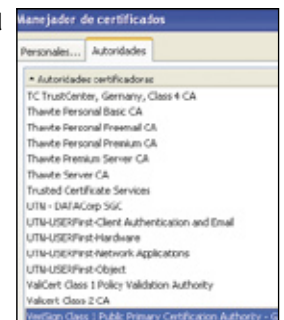 Manejador de certificados
Personales... Autoridades
Autoridades certificadoras
TC TrustCenter, Germany, Class 4 CA
Thawte Personal Basic CA
Thawte Personal Freemail CA
Thawte Personal Premium CA
Thawte Premium Server CA
Thawte Server CA
Trusted Certificate Services
UTN - DATACorp SGC
UTN-USERFirst-Client Authentication and Email
UTN-USERFirst-Hardware
UTN-USERFirst-Network Applications
UTN-USERFirst-Object
ValiCert Class 1 Policy Validation Authority
Valicert Class 2 CA
VeriSign Class 1 Public Primary Certification Authority - G